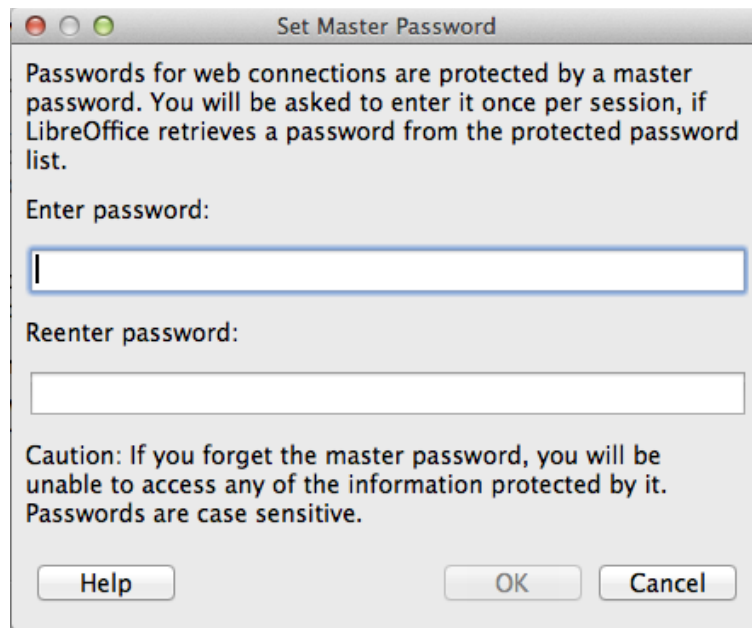 Set Master Password
Passwords for web connections are protected by a master
password. You will be asked to enter it once per session, if
LibreOffice retrieves a password from the protected password
list.
Enter password:
Reenter password:
Caution: If you forget the master password, you will be
unable to access any of the information protected by it.
Passwords are case sensitive.
Help OK Cancel